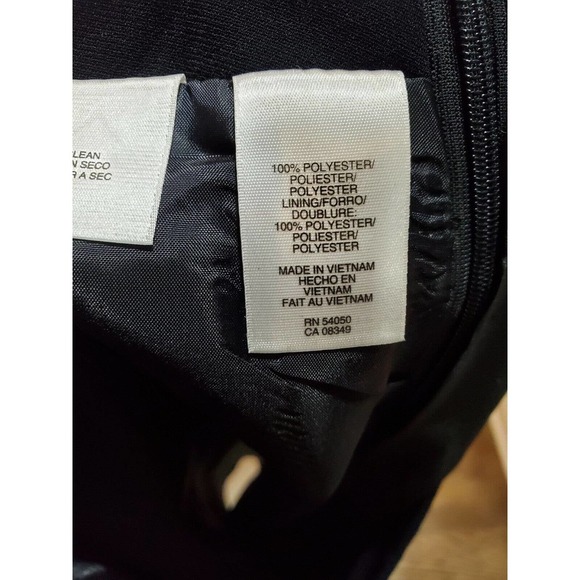 LEAN
N SECO
R A SEC
100% POLYESTER/
POLIESTER/
POLYESTER
LINING/FORRO/
DOUBLURE:
100% POLYESTER/
POLIESTER/
POLYESTER
MADE IN VIETNAM
HECHO EN
VIETNAM
FAIT AU VIETNAM
RN 54050
CA 08349